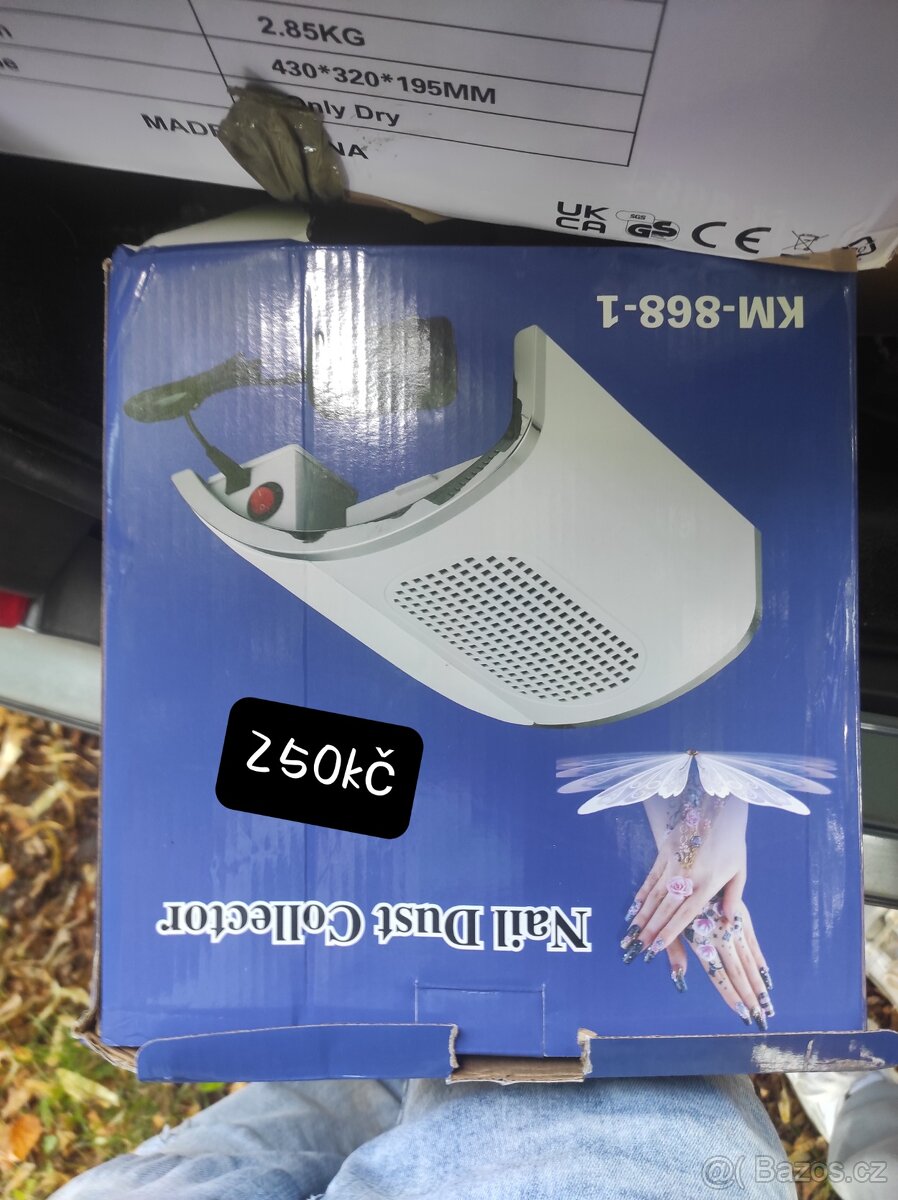 2.85KG
430*320*195MM
Only Dry
MADE
UK
CA
SGS
GS
CE
KM-868-1
250KČ
Nail Dust Collector
@( Bazos.cz